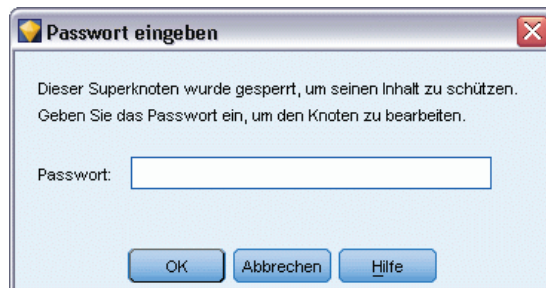 Passwort eingeben
Dieser Superknoten wurde gesperrt, um seinen Inhalt zu schützen.
Geben Sie das Passwort ein, um den Knoten zu bearbeiten.
Passwort:
OK Abbrechen Hilfe